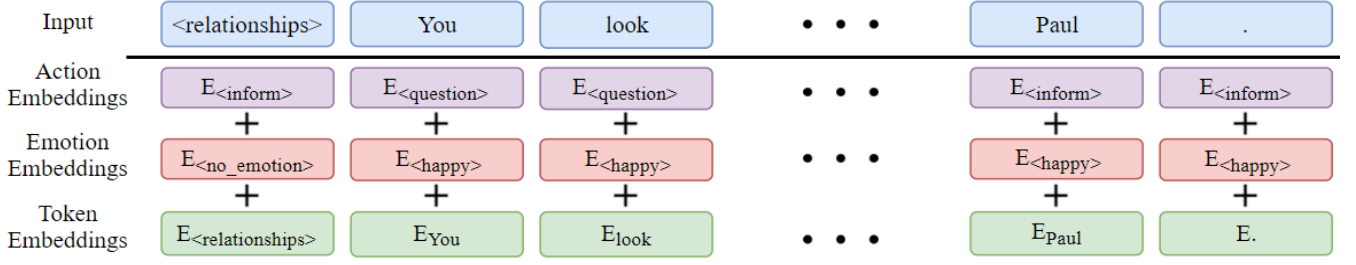 Input <relationships> You look • • • Paul .
Action Embeddings E<inform> E<question> E<question> • • • E<inform> E<inform>
+ + + + +
Emotion Embeddings E<no_emotion> E<happy> E<happy> • • • E<happy> E<happy>
+ + + + +
Token Embeddings E<relationships> EYou Elook • • • EPaul E.